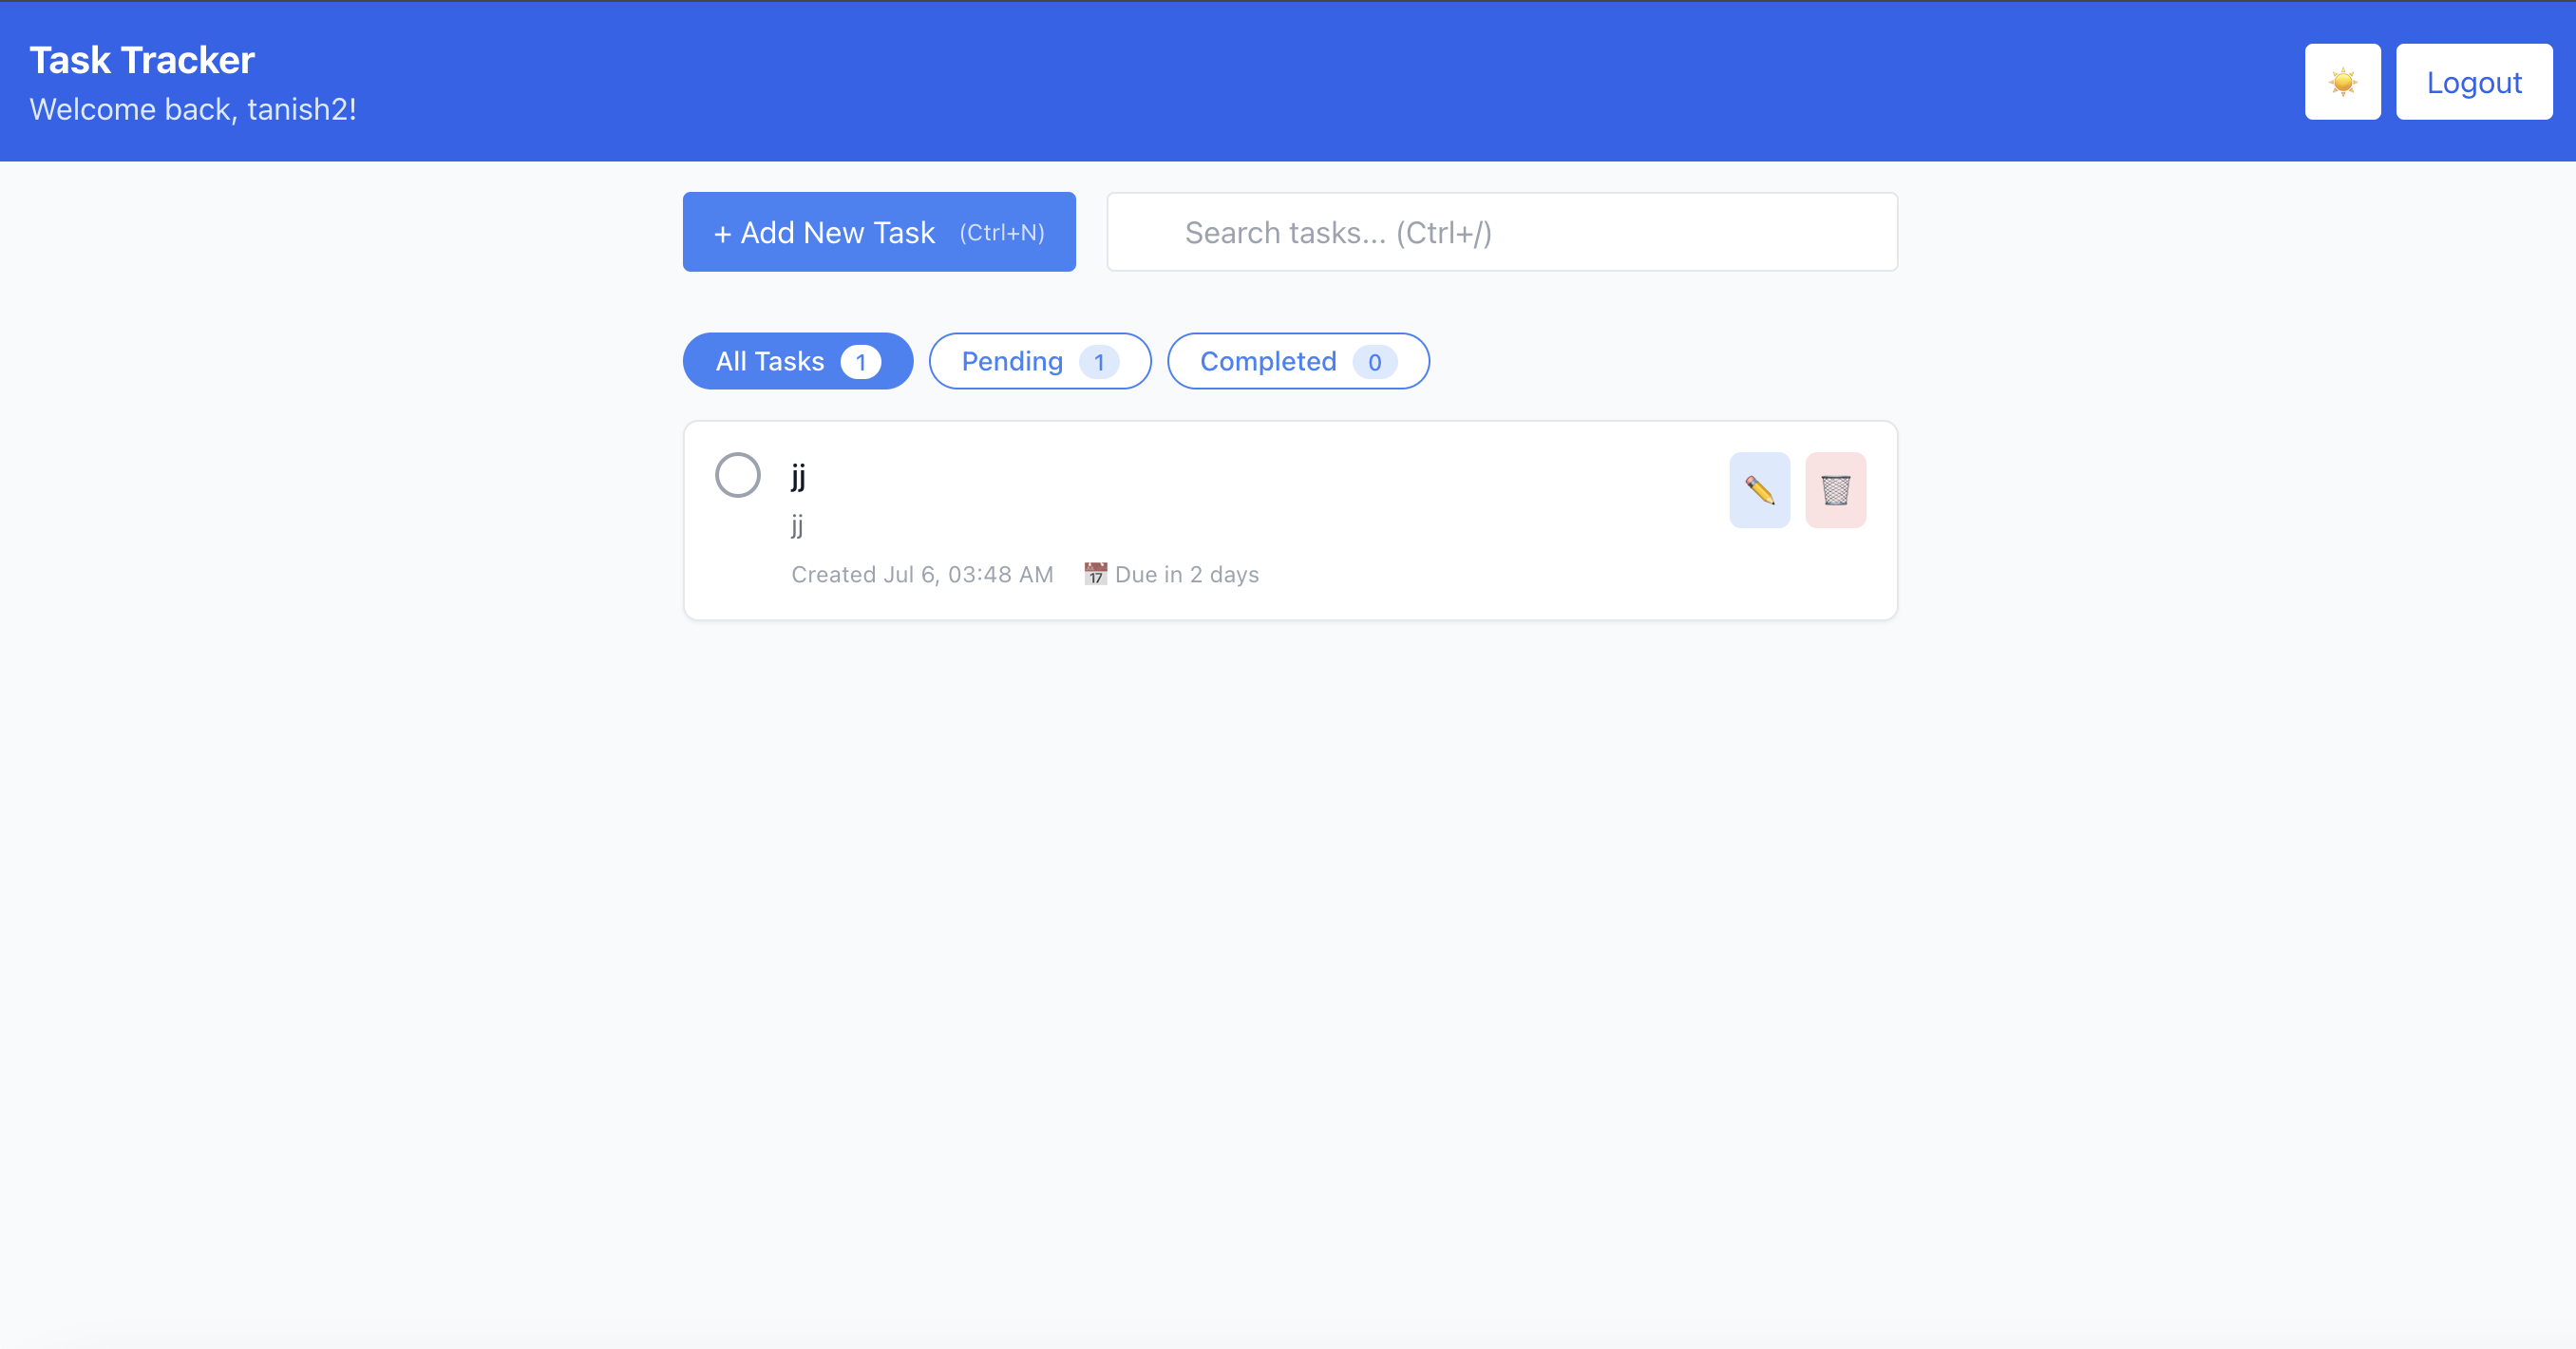 Task Tracker
Welcome back, tanish2!
Logout
+ Add New Task (Ctrl+N)
Search tasks... (Ctrl+/)
All Tasks 1
Pending 1
Completed 0
jj
jj
Created Jul 6, 03:48 AM 📅 Due in 2 days